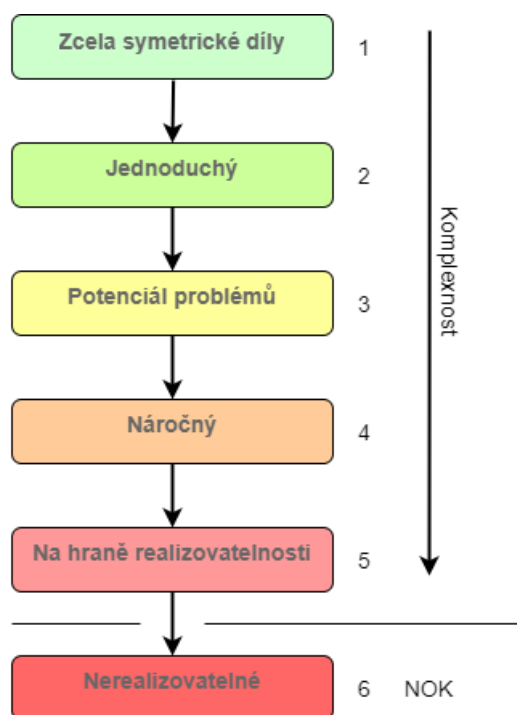 Zcela symetrické díly 1
Jednoduchý 2
Komplexnost
Potenciál problémů 3
Náročný 4
Na hraně realizovatelnosti 5
Nerealizovatelné 6 NOK